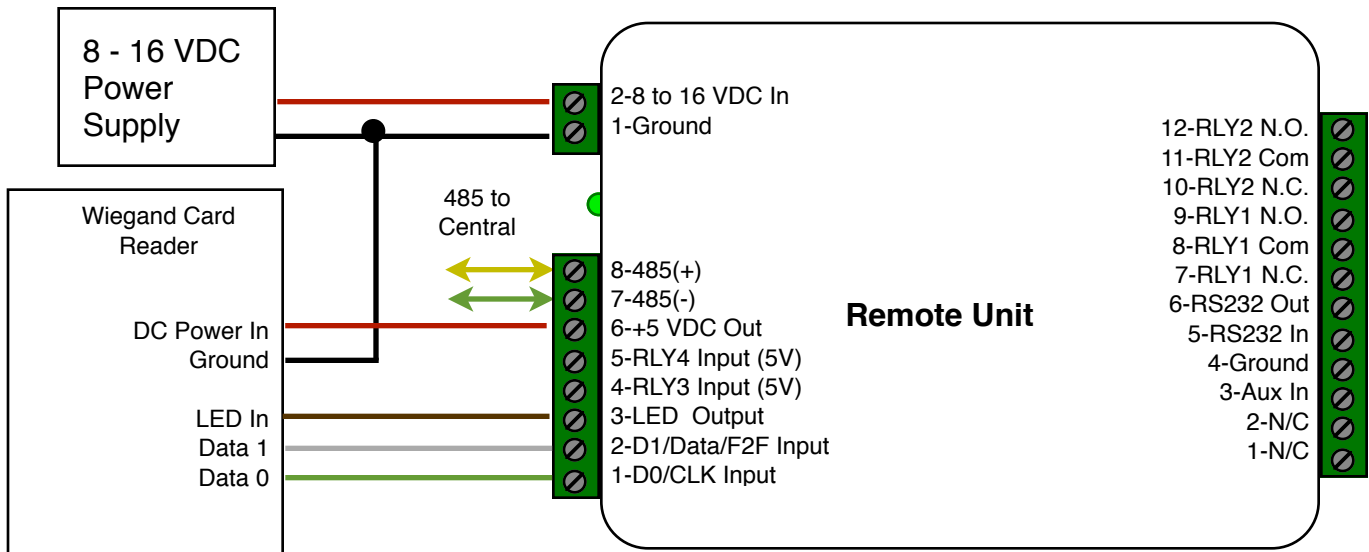 8 - 16 VDC
Power
Supply
2-8 to 16 VDC In
1-Ground
Wiegand Card
Reader
485 to
Central
8-485(+)
7-485(-)
6-+5 VDC Out
5-RLY4 Input (5V)
4-RLY3 Input (5V)
3-LED Output
2-D1/Data/F2F Input
1-D0/CLK Input
DC Power In
Ground
LED In
Data 1
Data 0
Remote Unit
12-RLY2 N.O.
11-RLY2 Com
10-RLY2 N.C.
9-RLY1 N.O.
8-RLY1 Com
7-RLY1 N.C.
6-RS232 Out
5-RS232 In
4-Ground
3-Aux In
2-N/C
1-N/C